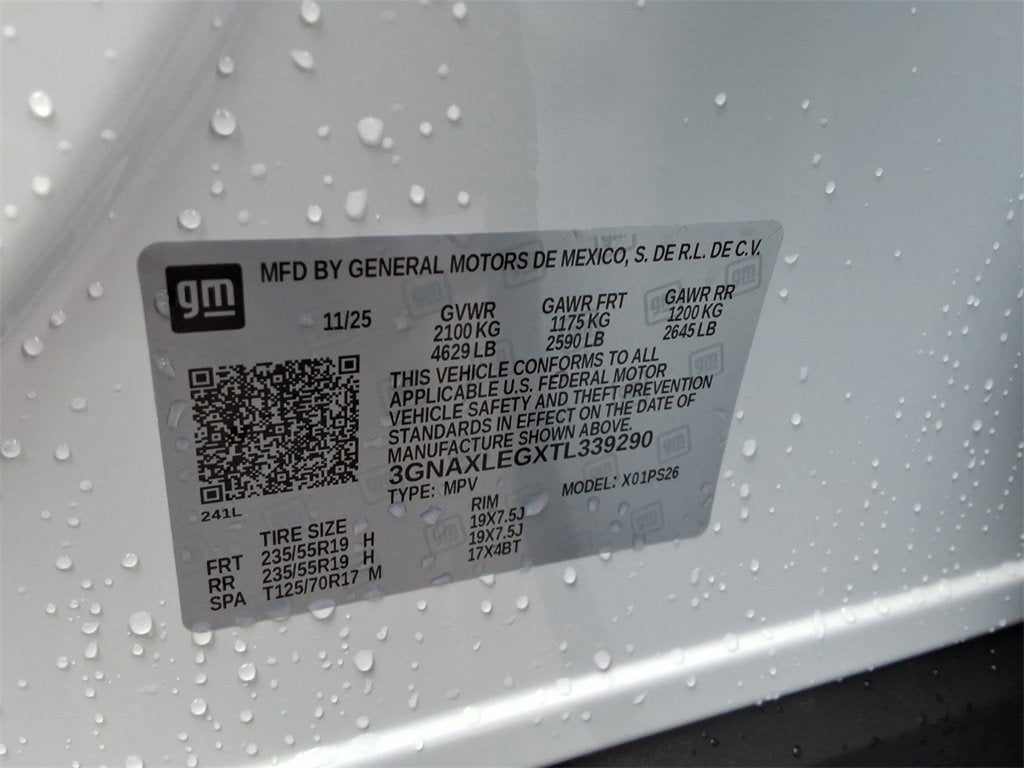 gm
MFD BY GENERAL MOTORS DE MEXICO, S. DE R.L. DE C.V.
11/25
GVWR
2100 KG
4629 LB
GAWR FRT
1175 KG
2590 LB
GAWR RR
1200 KG
2645 LB
THIS VEHICLE CONFORMS TO ALL
APPLICABLE U.S. FEDERAL MOTOR
VEHICLE SAFETY AND THEFT PREVENTION
STANDARDS IN EFFECT ON THE DATE OF
MANUFACTURE SHOWN ABOVE.
3GNAXLEGXTL339290
TYPE: MPV
MODEL: X01PS26
241L
TIRE SIZE RIM
FRT 235/55R19 H 19X7.5J
RR 235/55R19 H 19X7.5J
SPA T125/70R17 M 17X4BT